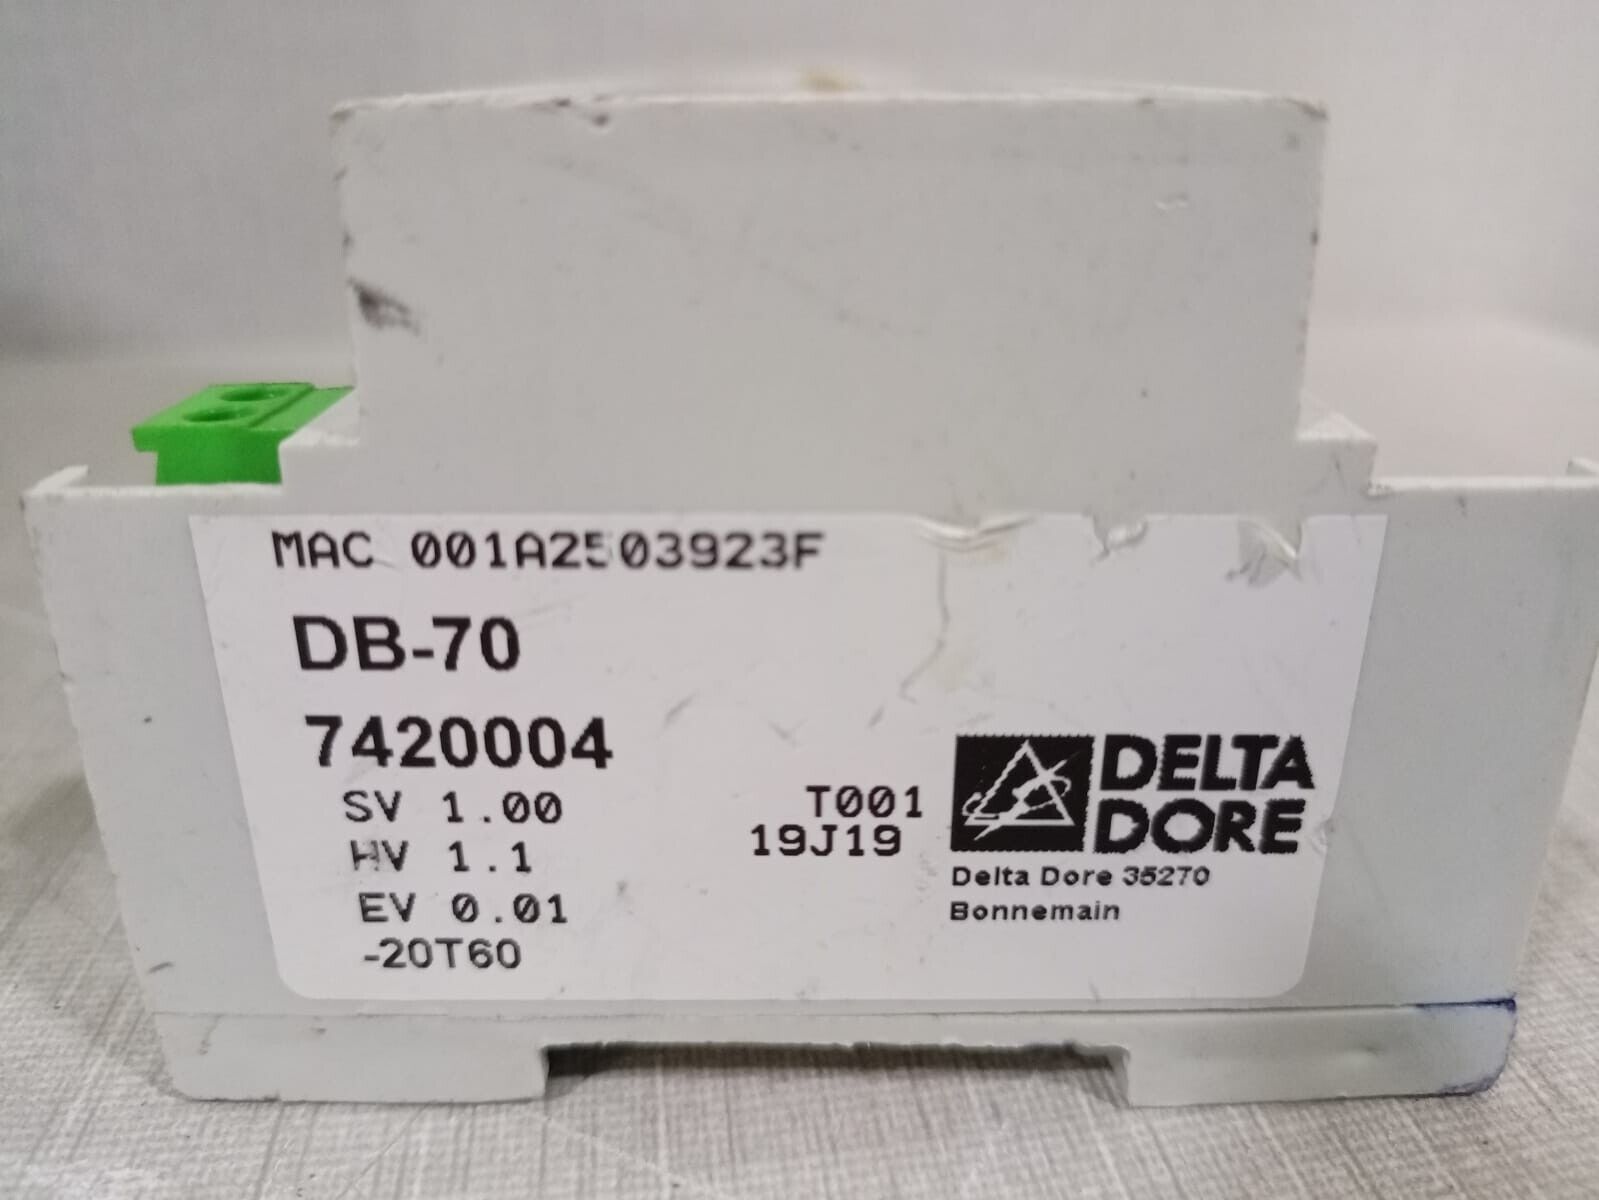 MAC 001A2503923F
DB-70
7420004
SV 1.00
HV 1.1
EV 0.01
-20T60
T001
19J19
DELTA
DORE
Delta Dore 35270
Bonnemain